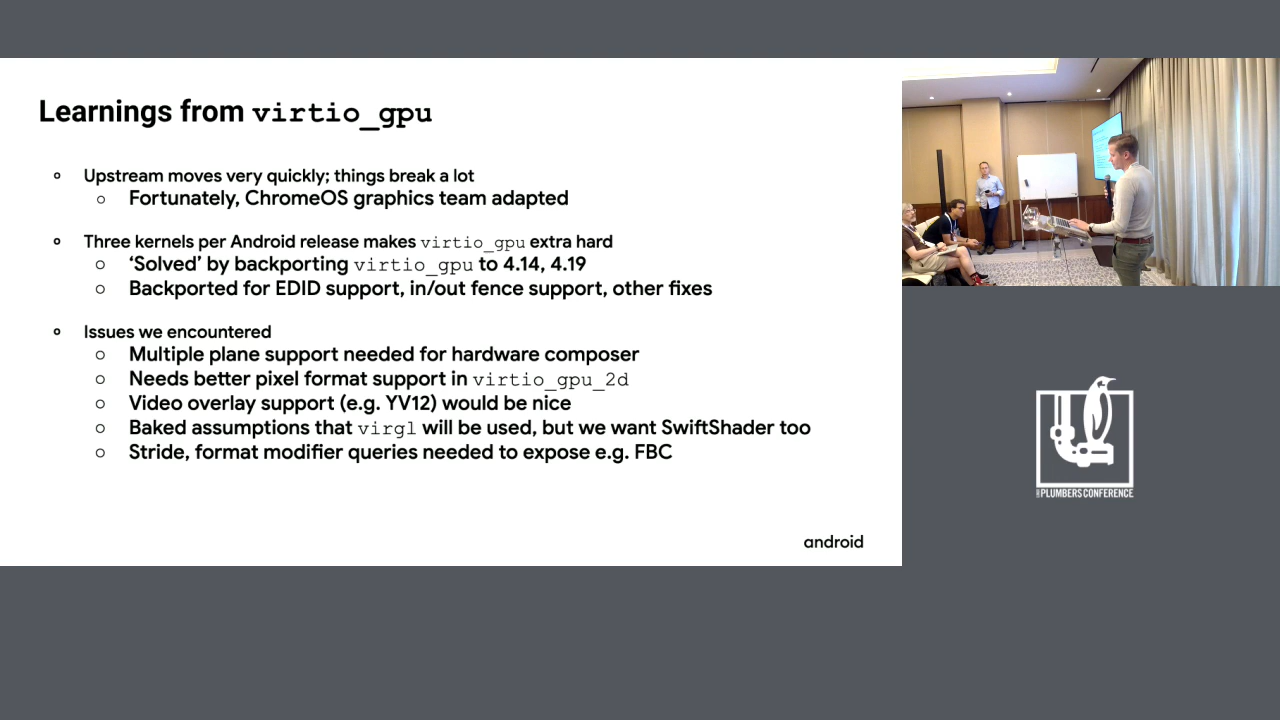 Learnings from virtio_gpu
Upstream moves very quickly; things break a lot
Fortunately, ChromeOS graphics team adapted
Three kernels per Android release makes virtio_gpu extra hard
‘Solved’ by backporting virtio_gpu to 4.14, 4.19
Backported for EDID support, in/out fence support, other fixes
Issues we encountered
Multiple plane support needed for hardware composer
Needs better pixel format support in virtio_gpu_2d
Video overlay support (e.g. YV12) would be nice
Baked assumptions that virgl will be used, but we want SwiftShader too
Stride, format modifier queries needed to expose e.g. FBC
android
PLUMBERS CONFERENCE